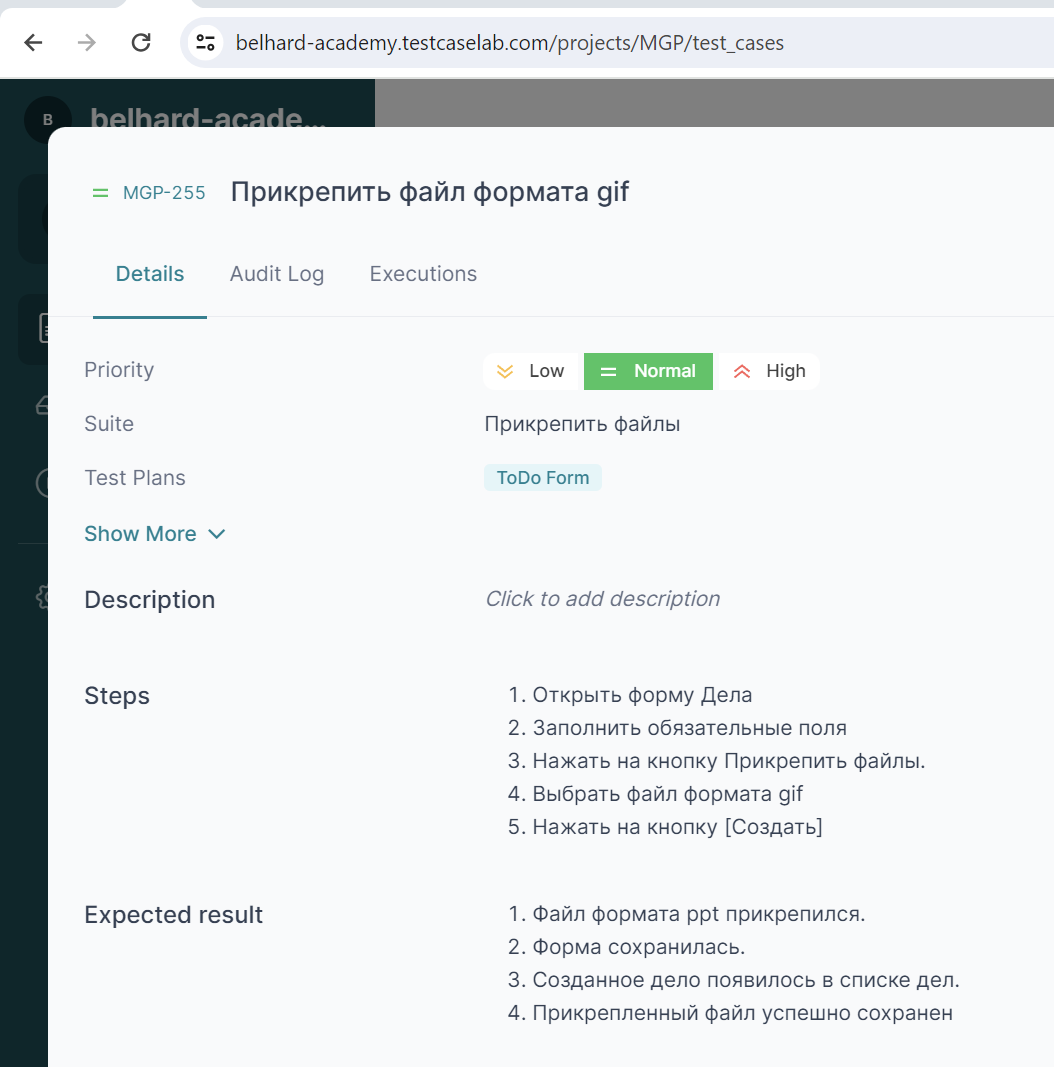 belhard-academy.testcaselab.com/projects/MGP/test_cases
B belhard-acade...
MGP-255 Прикрепить файл формата gif
Details Audit Log Executions
Priority Low Normal High
Suite Прикрепить файлы
Test Plans ToDo Form
Show More
Description Click to add description
Steps 1. Открыть форму Дела
2. Заполнить обязательные поля
3. Нажать на кнопку Прикрепить файлы.
4. Выбрать файл формата gif
5. Нажать на кнопку [Создать]
Expected result 1. Файл формата ppt прикрепился.
2. Форма сохранилась.
3. Созданное дело появилось в списке дел.
4. Прикрепленный файл успешно сохранен